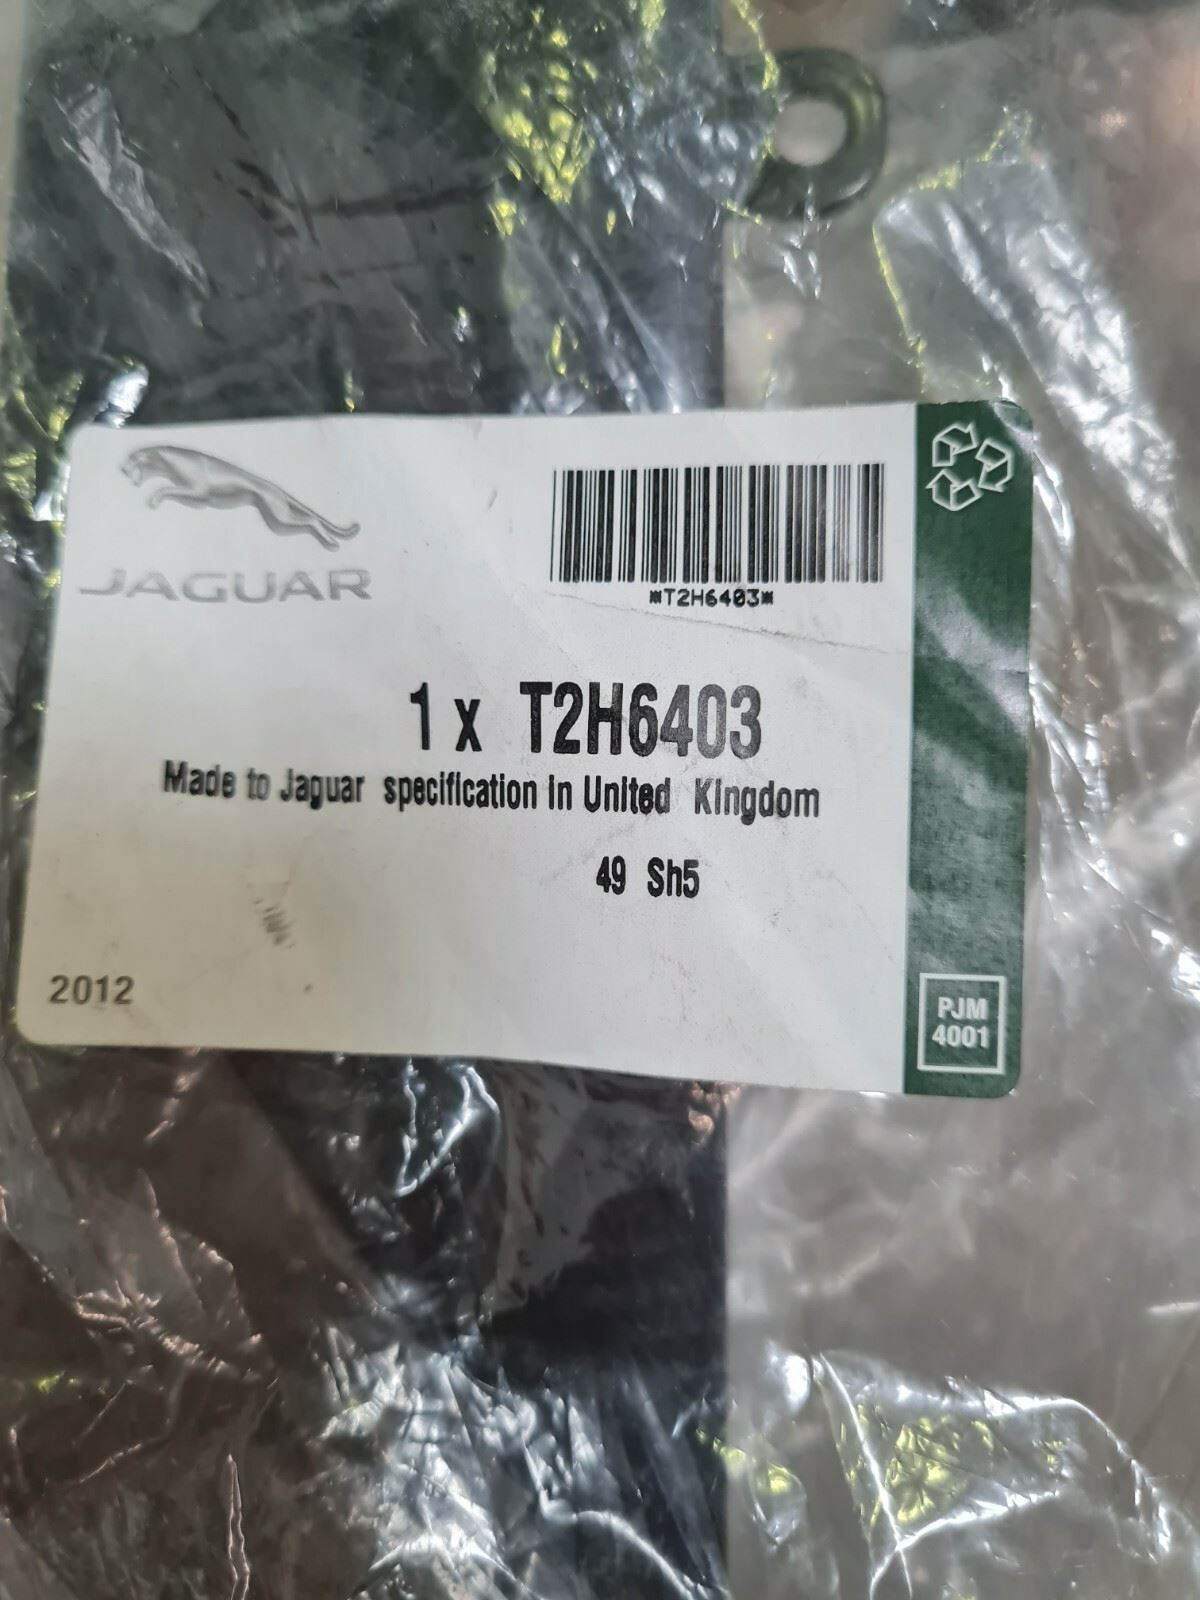 JAGUAR
*T2H6403*
1 x T2H6403
Made to Jaguar specification in United Kingdom
49 Sh5
2012
PJM
4001